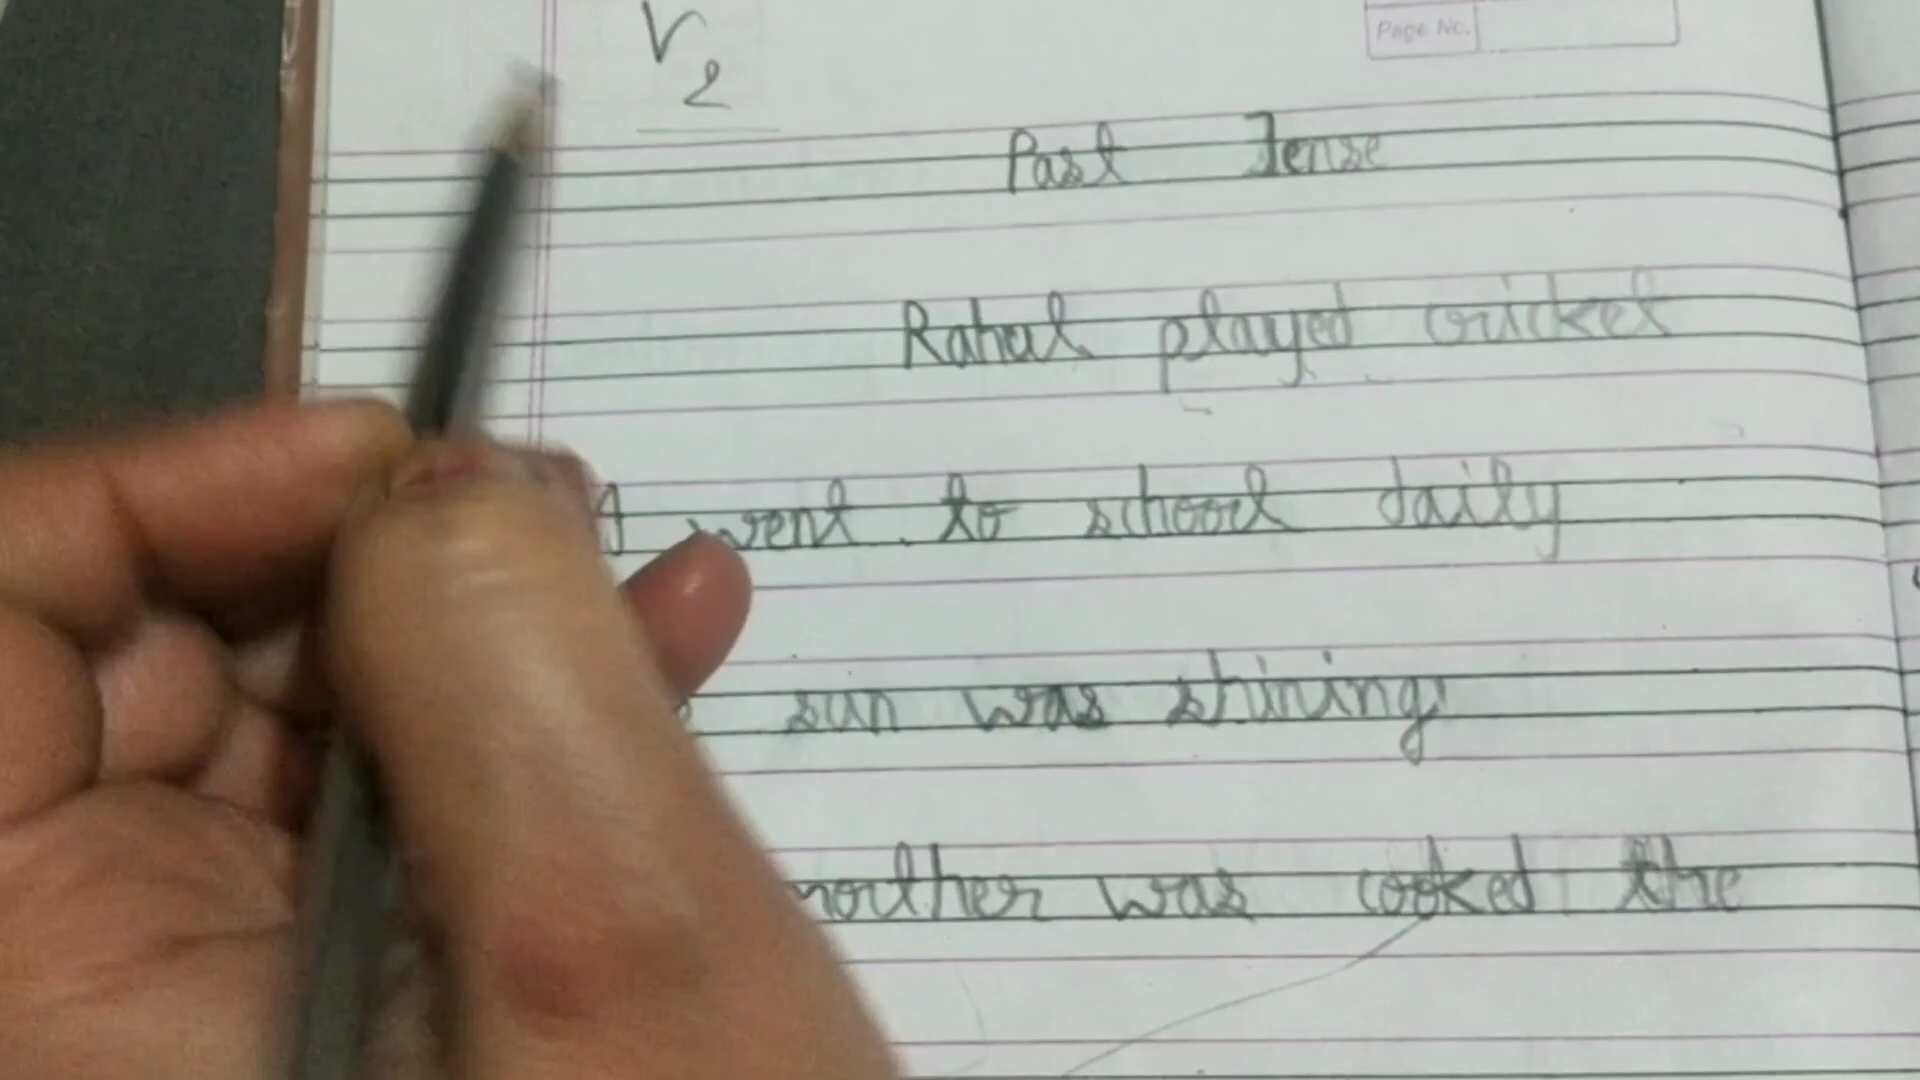 V2
Page No.
Past Tense
Rahul played cricket
I went to school daily
sun was shining
mother was cooked the